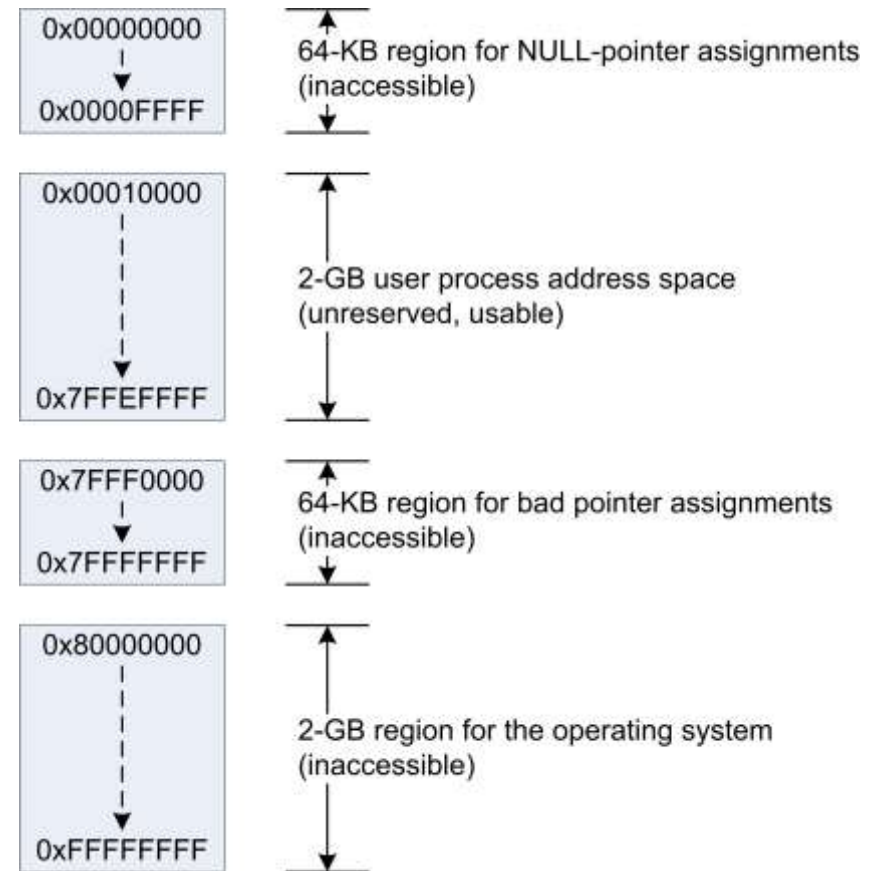 0x00000000
0x0000FFFF
64-KB region for NULL-pointer assignments
(inaccessible)
0x00010000
0x7FFEFFFF
2-GB user process address space
(unreserved, usable)
0x7FFF0000
0x7FFFFFFF
64-KB region for bad pointer assignments
(inaccessible)
0x80000000
0xFFFFFFFF
2-GB region for the operating system
(inaccessible)